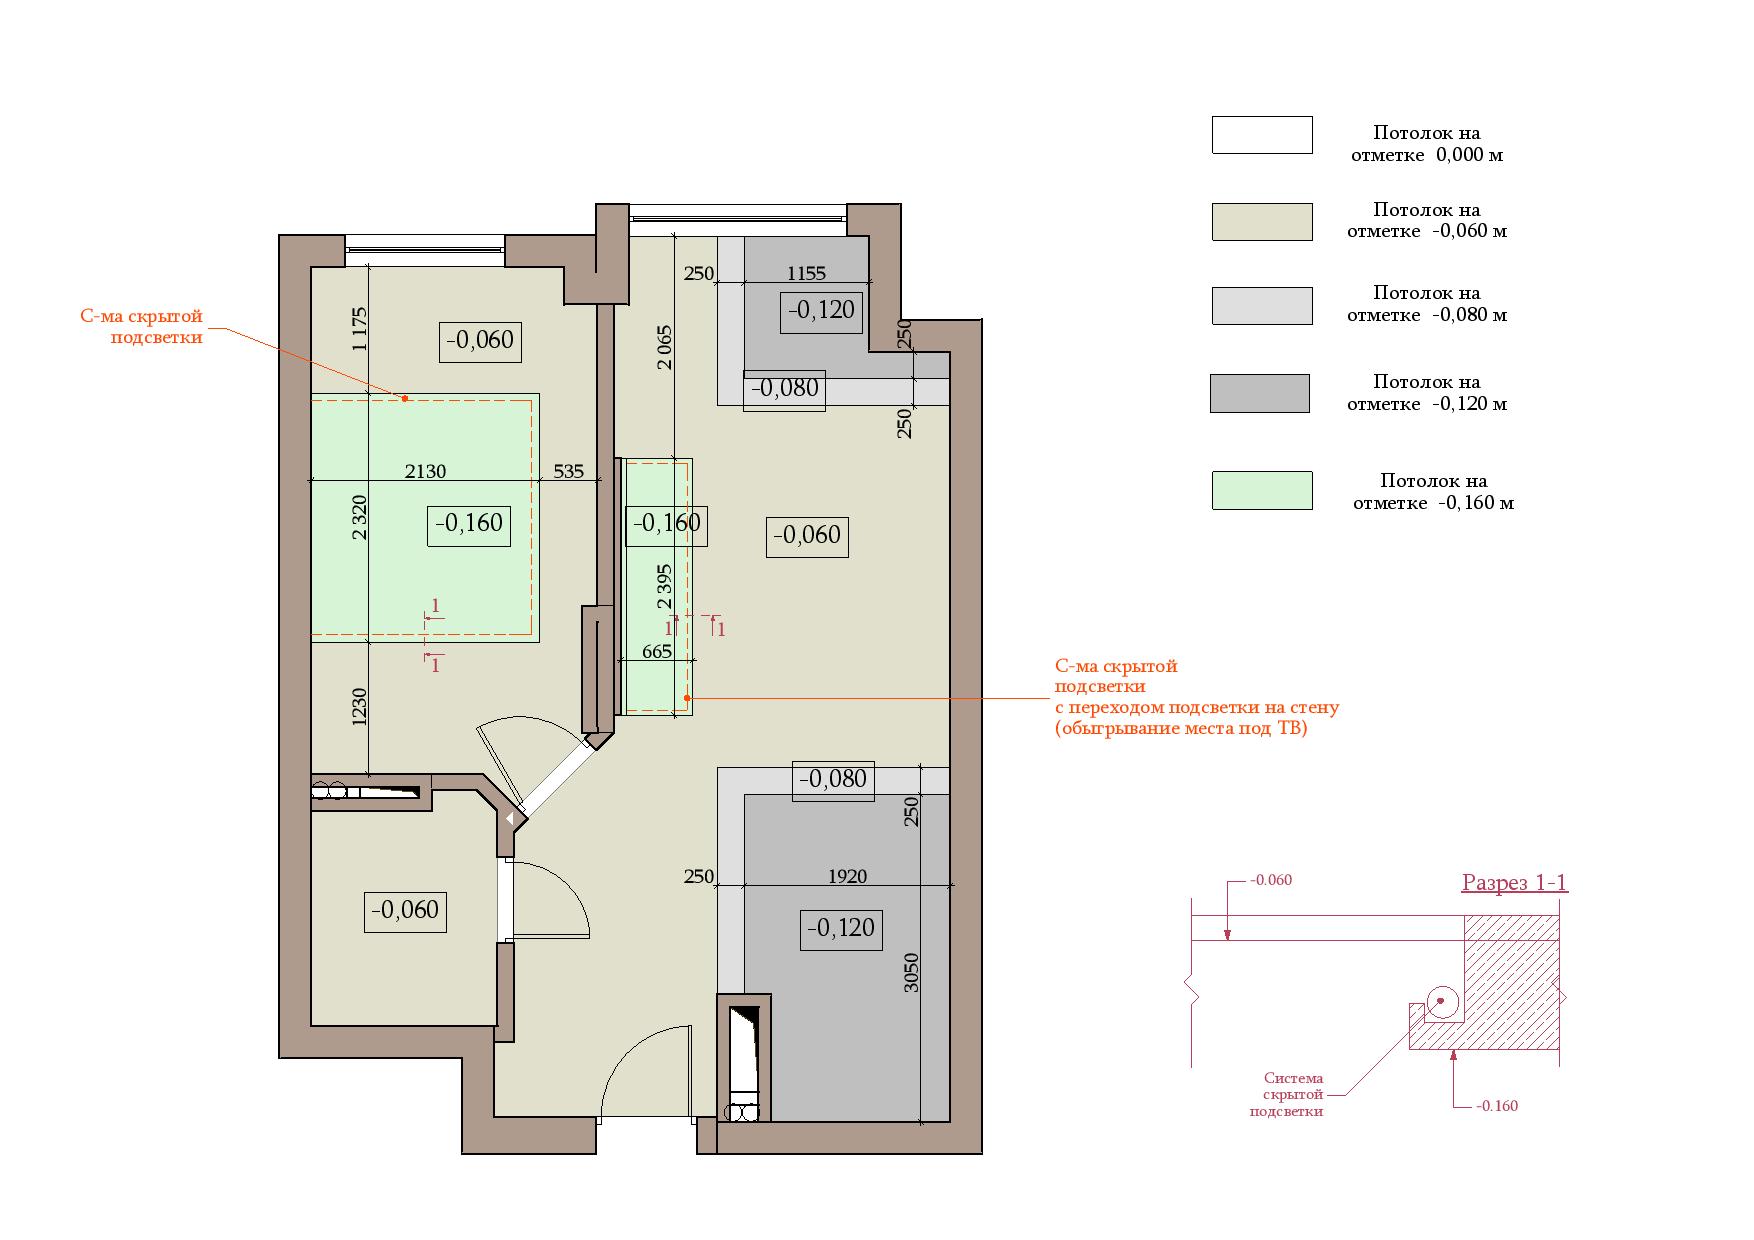 Потолок на
отметке 0,000 м
Потолок на
отметке -0,060 м
Потолок на
отметке -0,080 м
Потолок на
отметке -0,120 м
Потолок на
отметке -0,160 м
С-ма скрытой
подсветки
1 175
-0,060
2130
535
2 320
-0,160
1
1
1230
-0,060
250
1155
-0,120
2 065
250
-0,080
250
-0,160
-0,060
2 395
1
1
665
С-ма скрытой
подсветки
с переходом подсветки на стену
(обыгрывание места под ТВ)
-0,080
250
250
1920
-0,120
3050
Разрез 1-1
-0.060
Система
скрытой
подсветки
-0.160